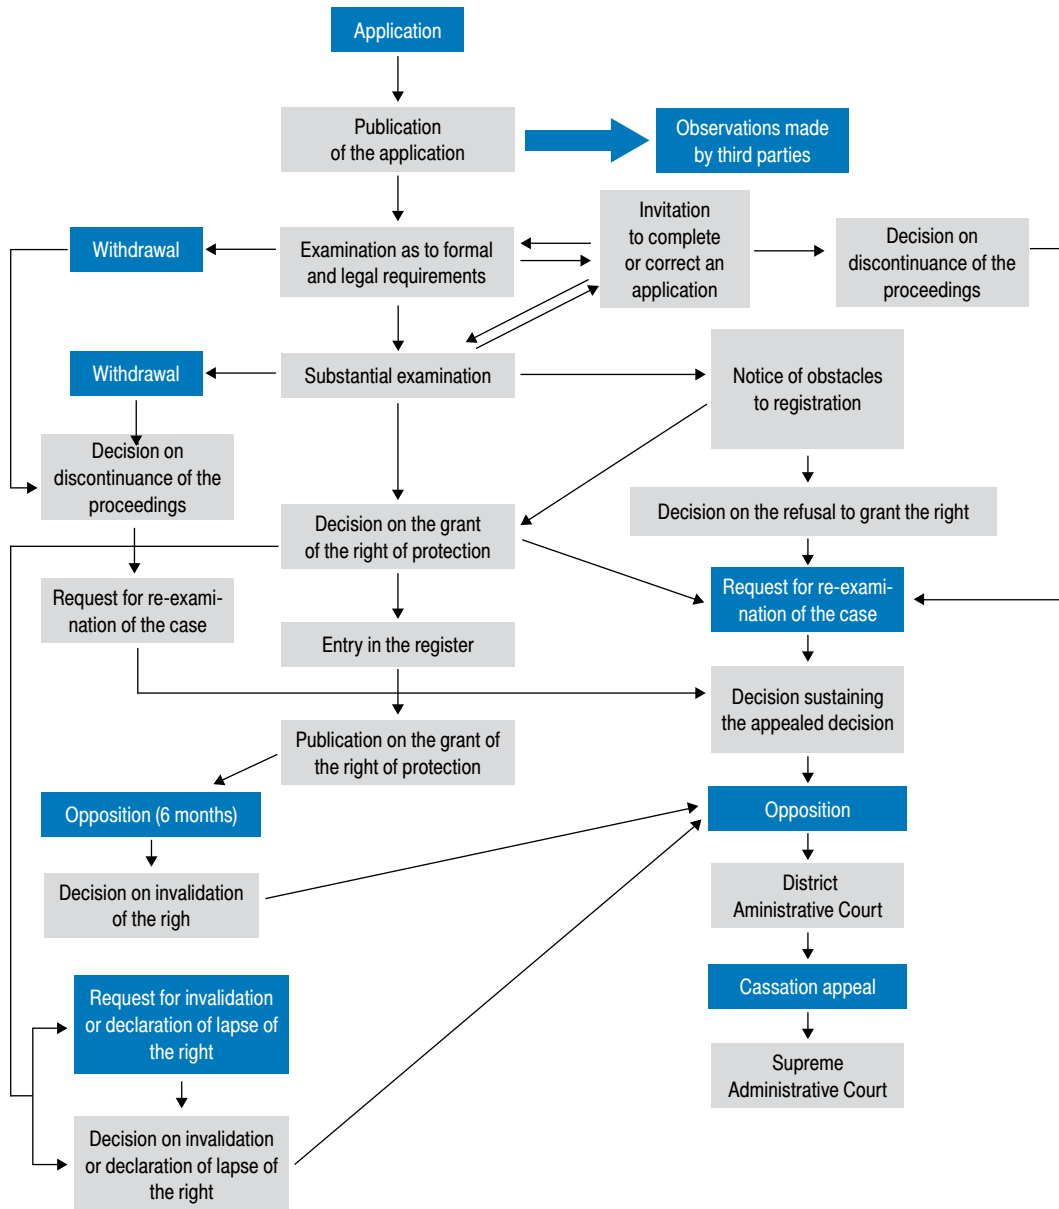 Application
Publication
of the application
Observations made
by third parties
Withdrawal
Examination as to formal
and legal requirements
Invitation
to complete
or correct an
application
Decision on
discontinuance of the
proceedings
Withdrawal
Substantial examination
Notice of obstacles
to registration
Decision on
discontinuance of the
proceedings
Decision on the grant
of the right of protection
Decision on the refusal to grant the right
Request for re-exami-
nation of the case
Request for re-exami-
nation of the case
Entry in the register
Decision sustaining
the appealed decision
Publication on the grant of
the right of protection
Opposition (6 months)
Opposition
Decision on invalidation
of the righ
District
Aministrative Court
Request for invalidation
or declaration of lapse of
the right
Cassation appeal
Supreme
Administrative Court
Decision on invalidation
or declaration of lapse of
the right